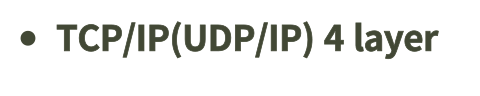 • TCP/IP(UDP/IP) 4 layer